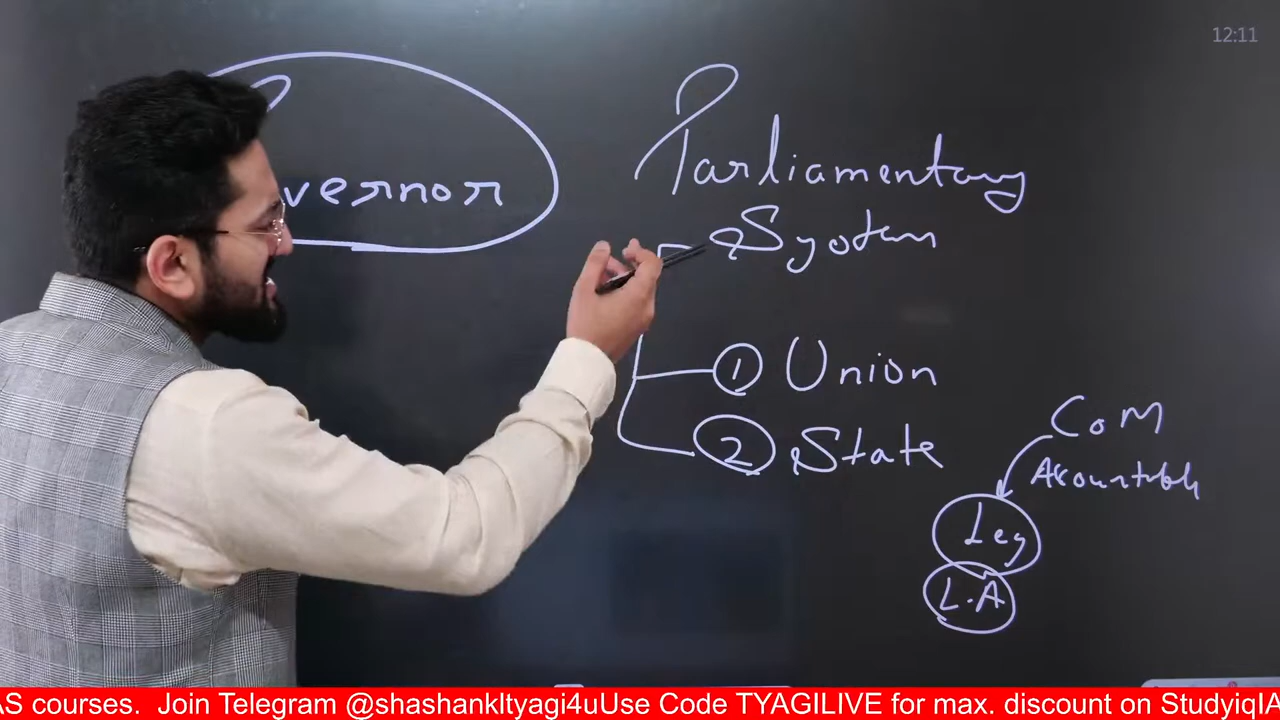 12:11
vernor
Parliamentary
System
1 Union
2 State
CoM
Accountable
Leg
L.A
AS courses. Join Telegram @shashankltyagi4uUse Code TYAGILIVE for max. discount on StudyiqIA